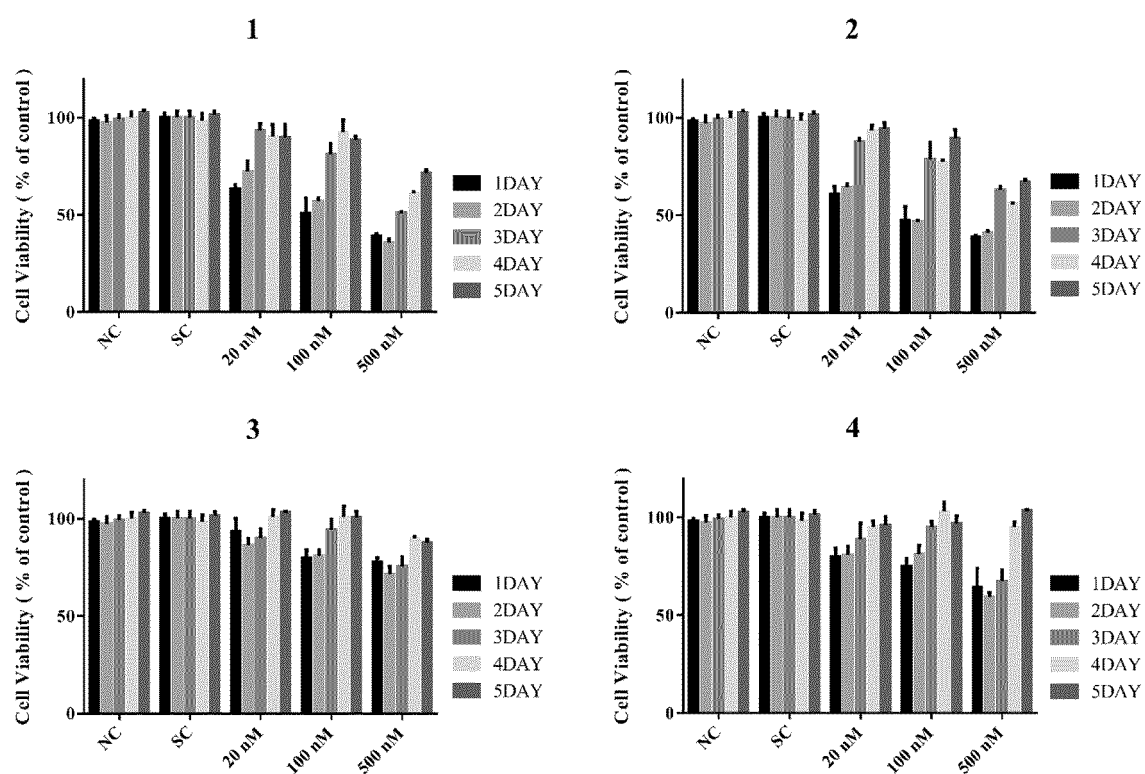 1
Cell Viability ( % of control )
100
50
0
NC
SC
20 nM
100 nM
500 nM
1DAY
2DAY
3DAY
4DAY
5DAY
2
Cell Viability ( % of control )
100
50
0
NC
SC
20 nM
100 nM
500 nM
1DAY
2DAY
3DAY
4DAY
5DAY
3
Cell Viability ( % of control )
100
50
0
NC
SC
20 nM
100 nM
500 nM
1DAY
2DAY
3DAY
4DAY
5DAY
4
Cell Viability ( % of control )
100
50
0
NC
SC
20 nM
100 nM
500 nM
1DAY
2DAY
3DAY
4DAY
5DAY